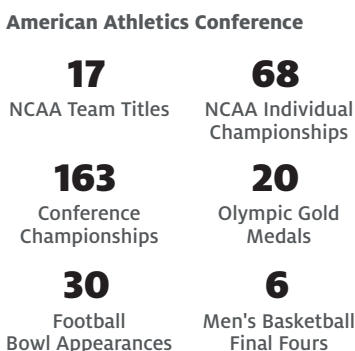 American Athletics Conference
17
NCAA Team Titles
68
NCAA Individual
Championships
163
Conference
Championships
20
Olympic Gold
Medals
30
Football
Bowl Appearances
6
Men's Basketball
Final Fours